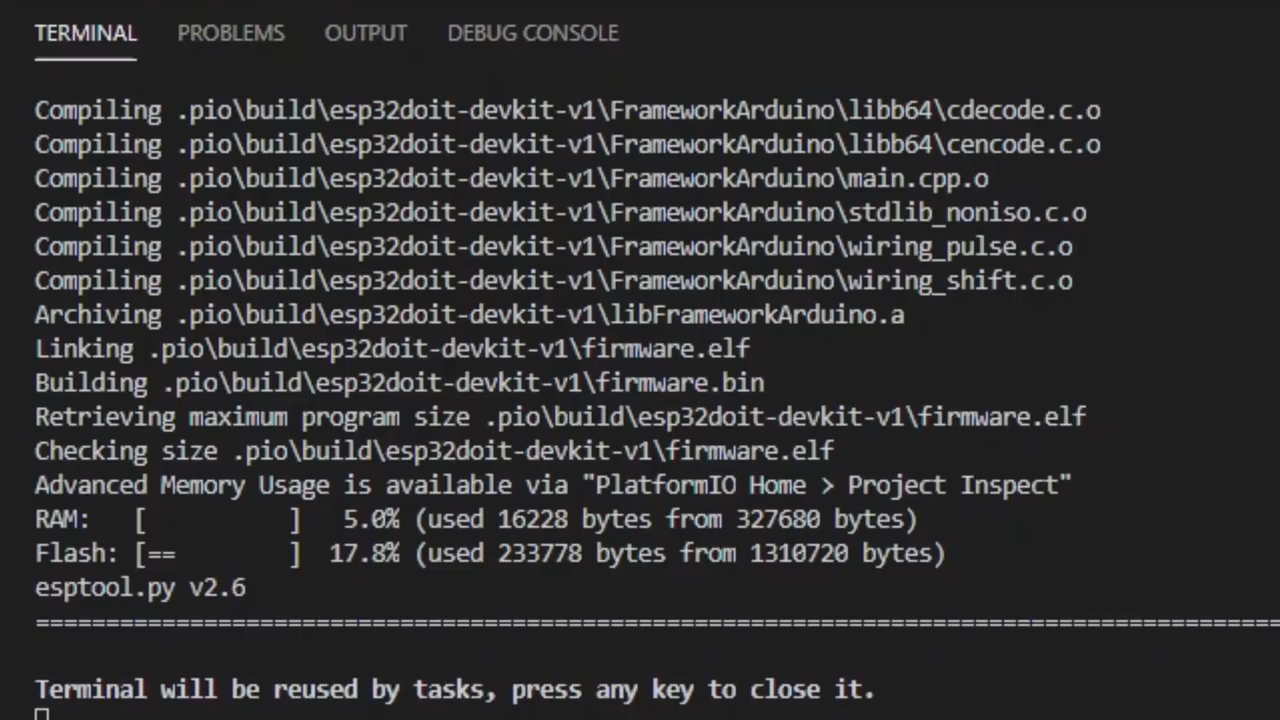 TERMINAL PROBLEMS OUTPUT DEBUG CONSOLE
Compiling .pio\build\esp32doit-devkit-v1\FrameworkArduino\libb64\cdecode.c.o
Compiling .pio\build\esp32doit-devkit-v1\FrameworkArduino\libb64\cencode.c.o
Compiling .pio\build\esp32doit-devkit-v1\FrameworkArduino\main.cpp.o
Compiling .pio\build\esp32doit-devkit-v1\FrameworkArduino\stdlib_noniso.c.o
Compiling .pio\build\esp32doit-devkit-v1\FrameworkArduino\wiring_pulse.c.o
Compiling .pio\build\esp32doit-devkit-v1\FrameworkArduino\wiring_shift.c.o
Archiving .pio\build\esp32doit-devkit-v1\libFrameworkArduino.a
Linking .pio\build\esp32doit-devkit-v1\firmware.elf
Building .pio\build\esp32doit-devkit-v1\firmware.bin
Retrieving maximum program size .pio\build\esp32doit-devkit-v1\firmware.elf
Checking size .pio\build\esp32doit-devkit-v1\firmware.elf
Advanced Memory Usage is available via "PlatformIO Home > Project Inspect"
RAM:   [          ]   5.0% (used 16228 bytes from 327680 bytes)
Flash: [==        ]  17.8% (used 233778 bytes from 1310720 bytes)
esptool.py v2.6
=========================================================================================
Terminal will be reused by tasks, press any key to close it.